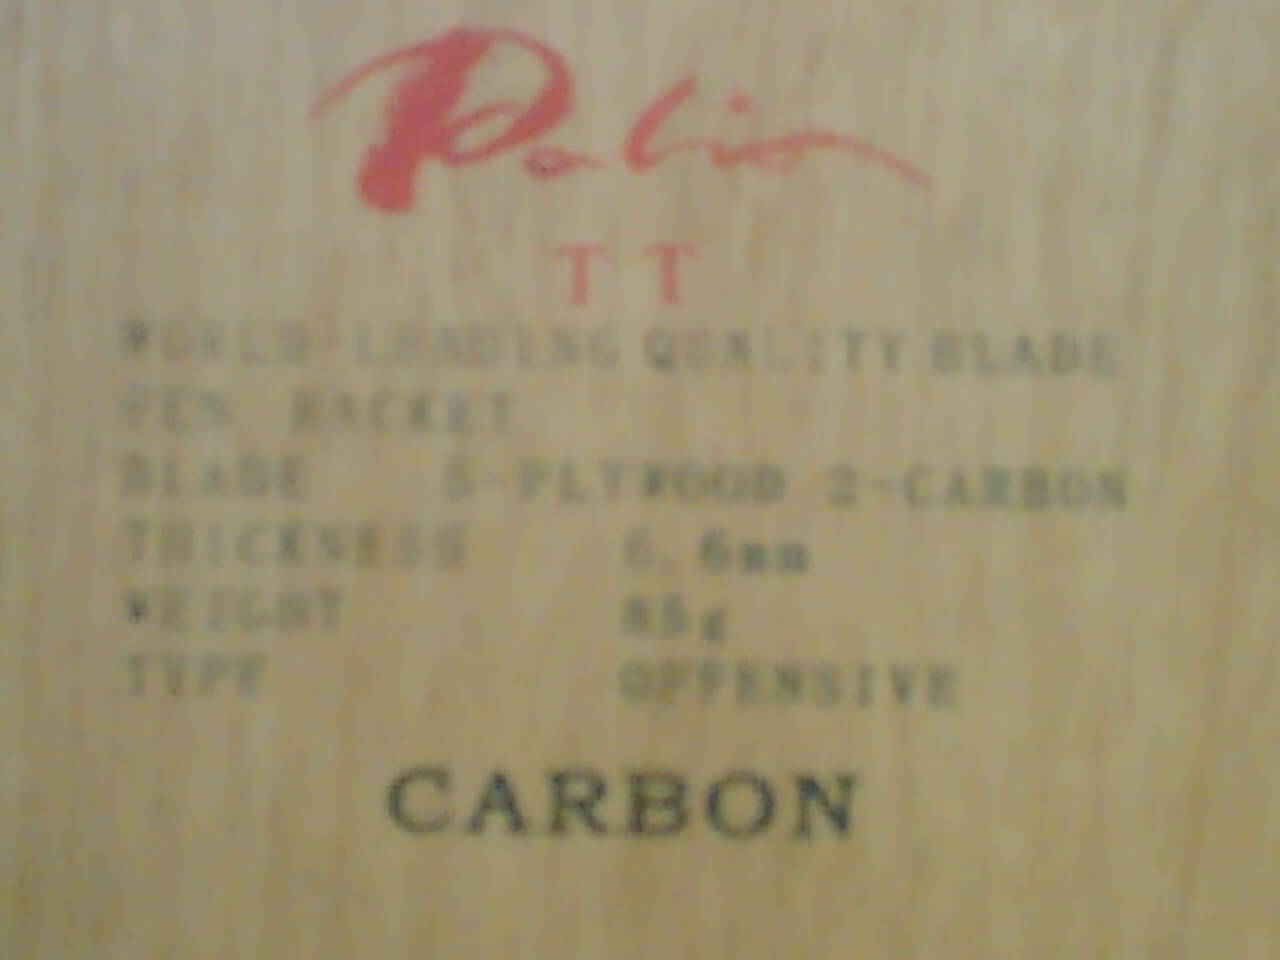 Palio
TT
WORLD LEADING QUALITY BLADE
PEN RACKET
BLADE 5-PLYWOOD 2-CARBON
THICKNESS 6.6mm
WEIGHT 85g
TYPE OFFENSIVE
CARBON